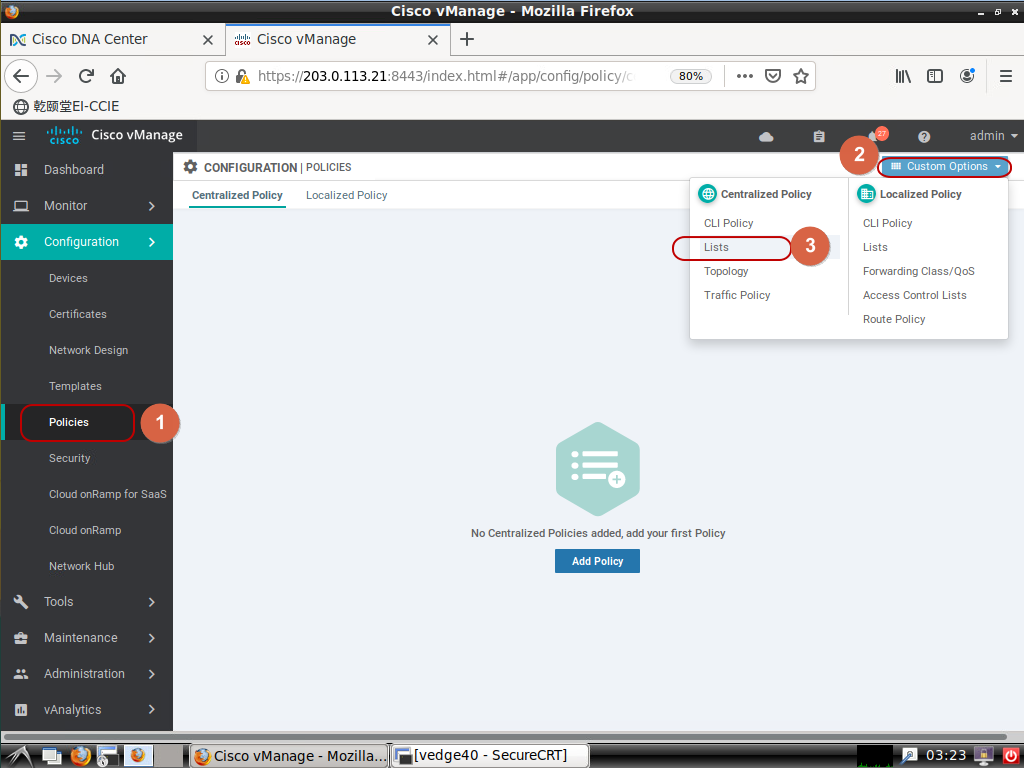 Cisco vManage - Mozilla Firefox
Cisco DNA Center
Cisco vManage
https://203.0.113.21:8443/index.html#/app/config/policy/c
80%
乾颐堂EI-CCIE
cisco
Cisco vManage
27
admin
Dashboard
Monitor
Configuration
Devices
Certificates
Network Design
Templates
Policies
1
Security
Cloud onRamp for SaaS
Cloud onRamp
Network Hub
Tools
Maintenance
Administration
vAnalytics
CONFIGURATION | POLICIES
2
Custom Options
Centralized Policy
Localized Policy
Centralized Policy
CLI Policy
Lists
3
Topology
Traffic Policy
Localized Policy
CLI Policy
Lists
Forwarding Class/QoS
Access Control Lists
Route Policy
No Centralized Policies added, add your first Policy
Add Policy
Cisco vManage - Mozilla...
[vedge40 - SecureCRT]
03:23